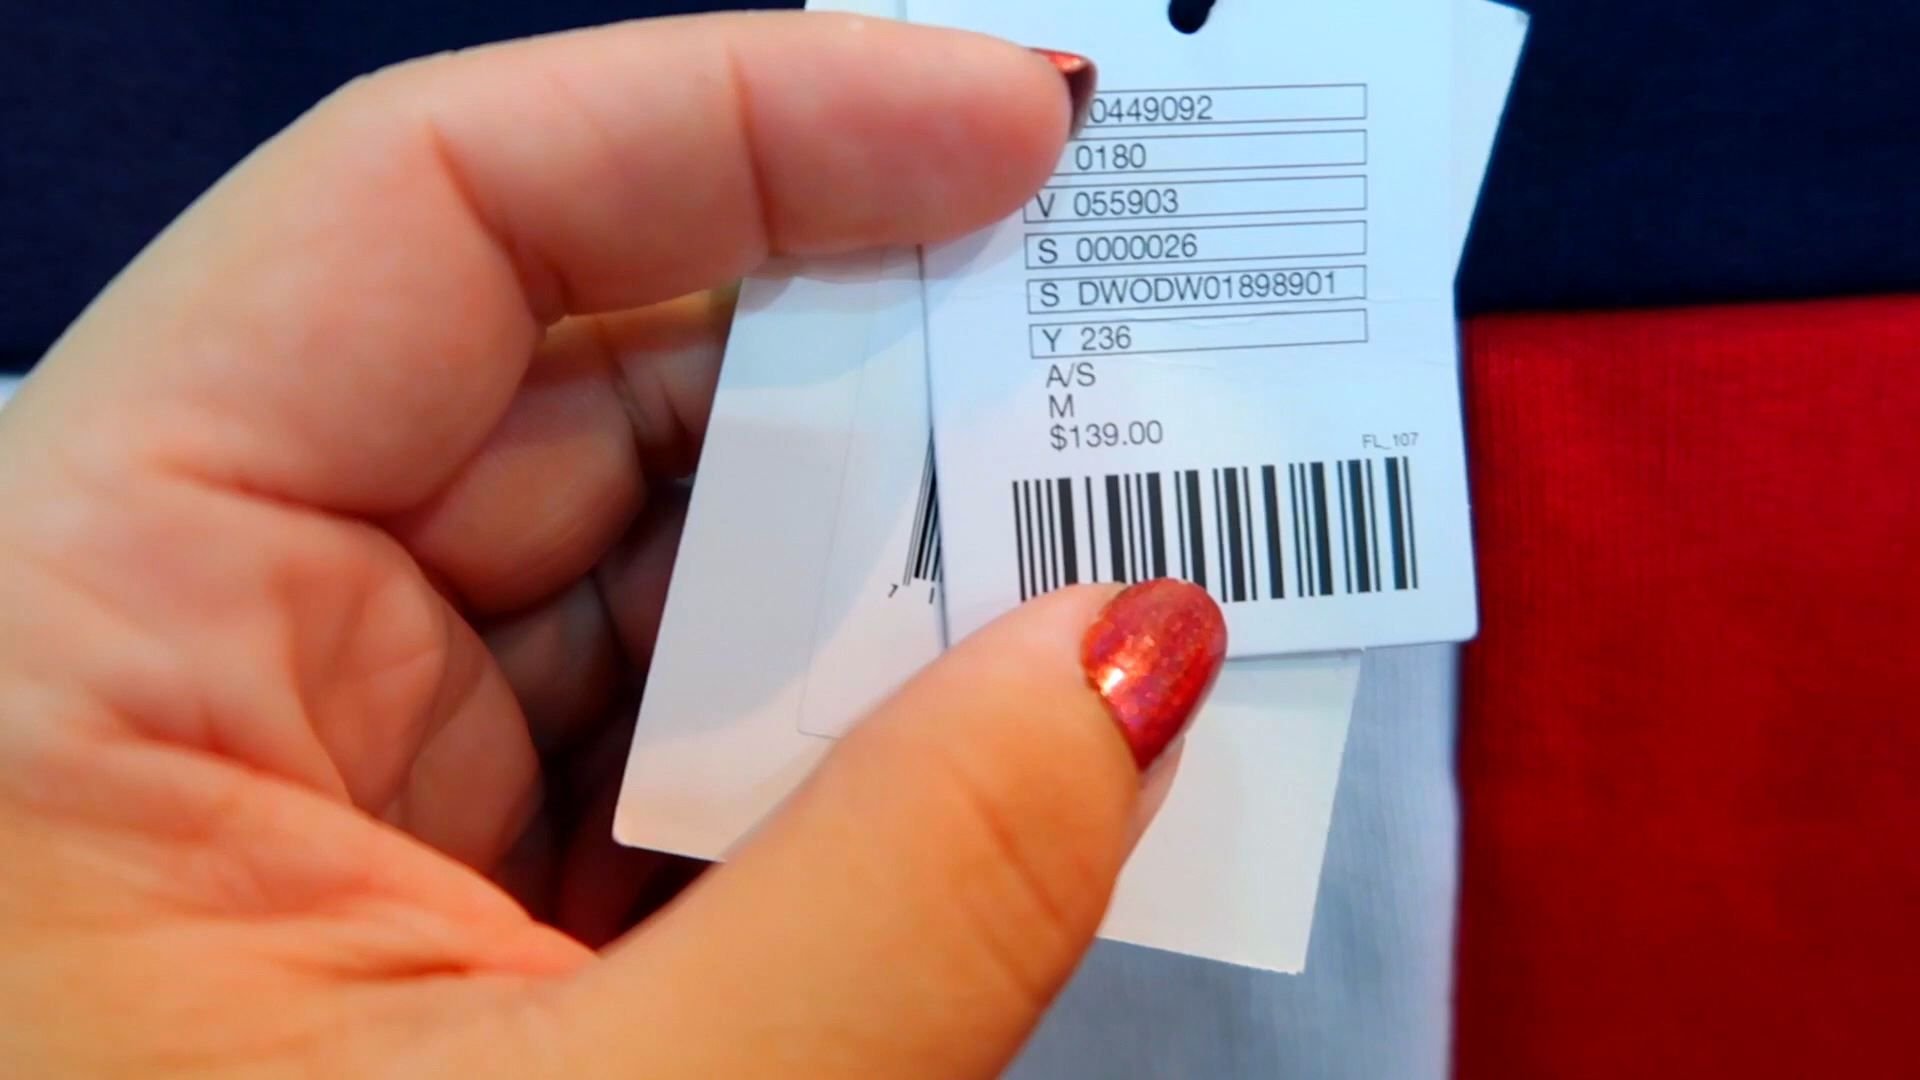 0449092
0180
V 055903
S 0000026
S DWODW01898901
Y 236
A/S
M
$139.00
FL_107